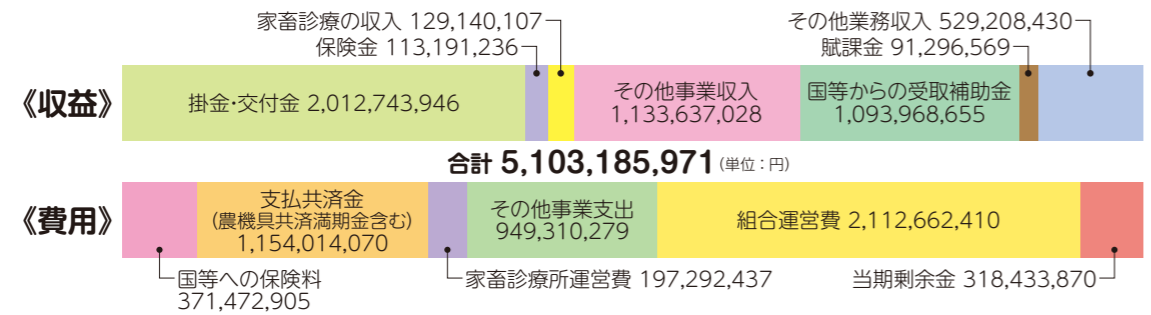 家畜診療の収入 129,140,107
保険金 113,191,236
その他業務収入 529,208,430
賦課金 91,296,569
《収益》
掛金・交付金 2,012,743,946
その他事業収入
1,133,637,028
国等からの受取補助金
1,093,968,655
合計 5,103,185,971(単位:円)
《費用》
支払共済金
(農機具共済満期金含む)
1,154,014,070
その他事業支出
949,310,279
組合運営費 2,112,662,410
国等への保険料
371,472,905
家畜診療所運営費 197,292,437
当期剰余金 318,433,870